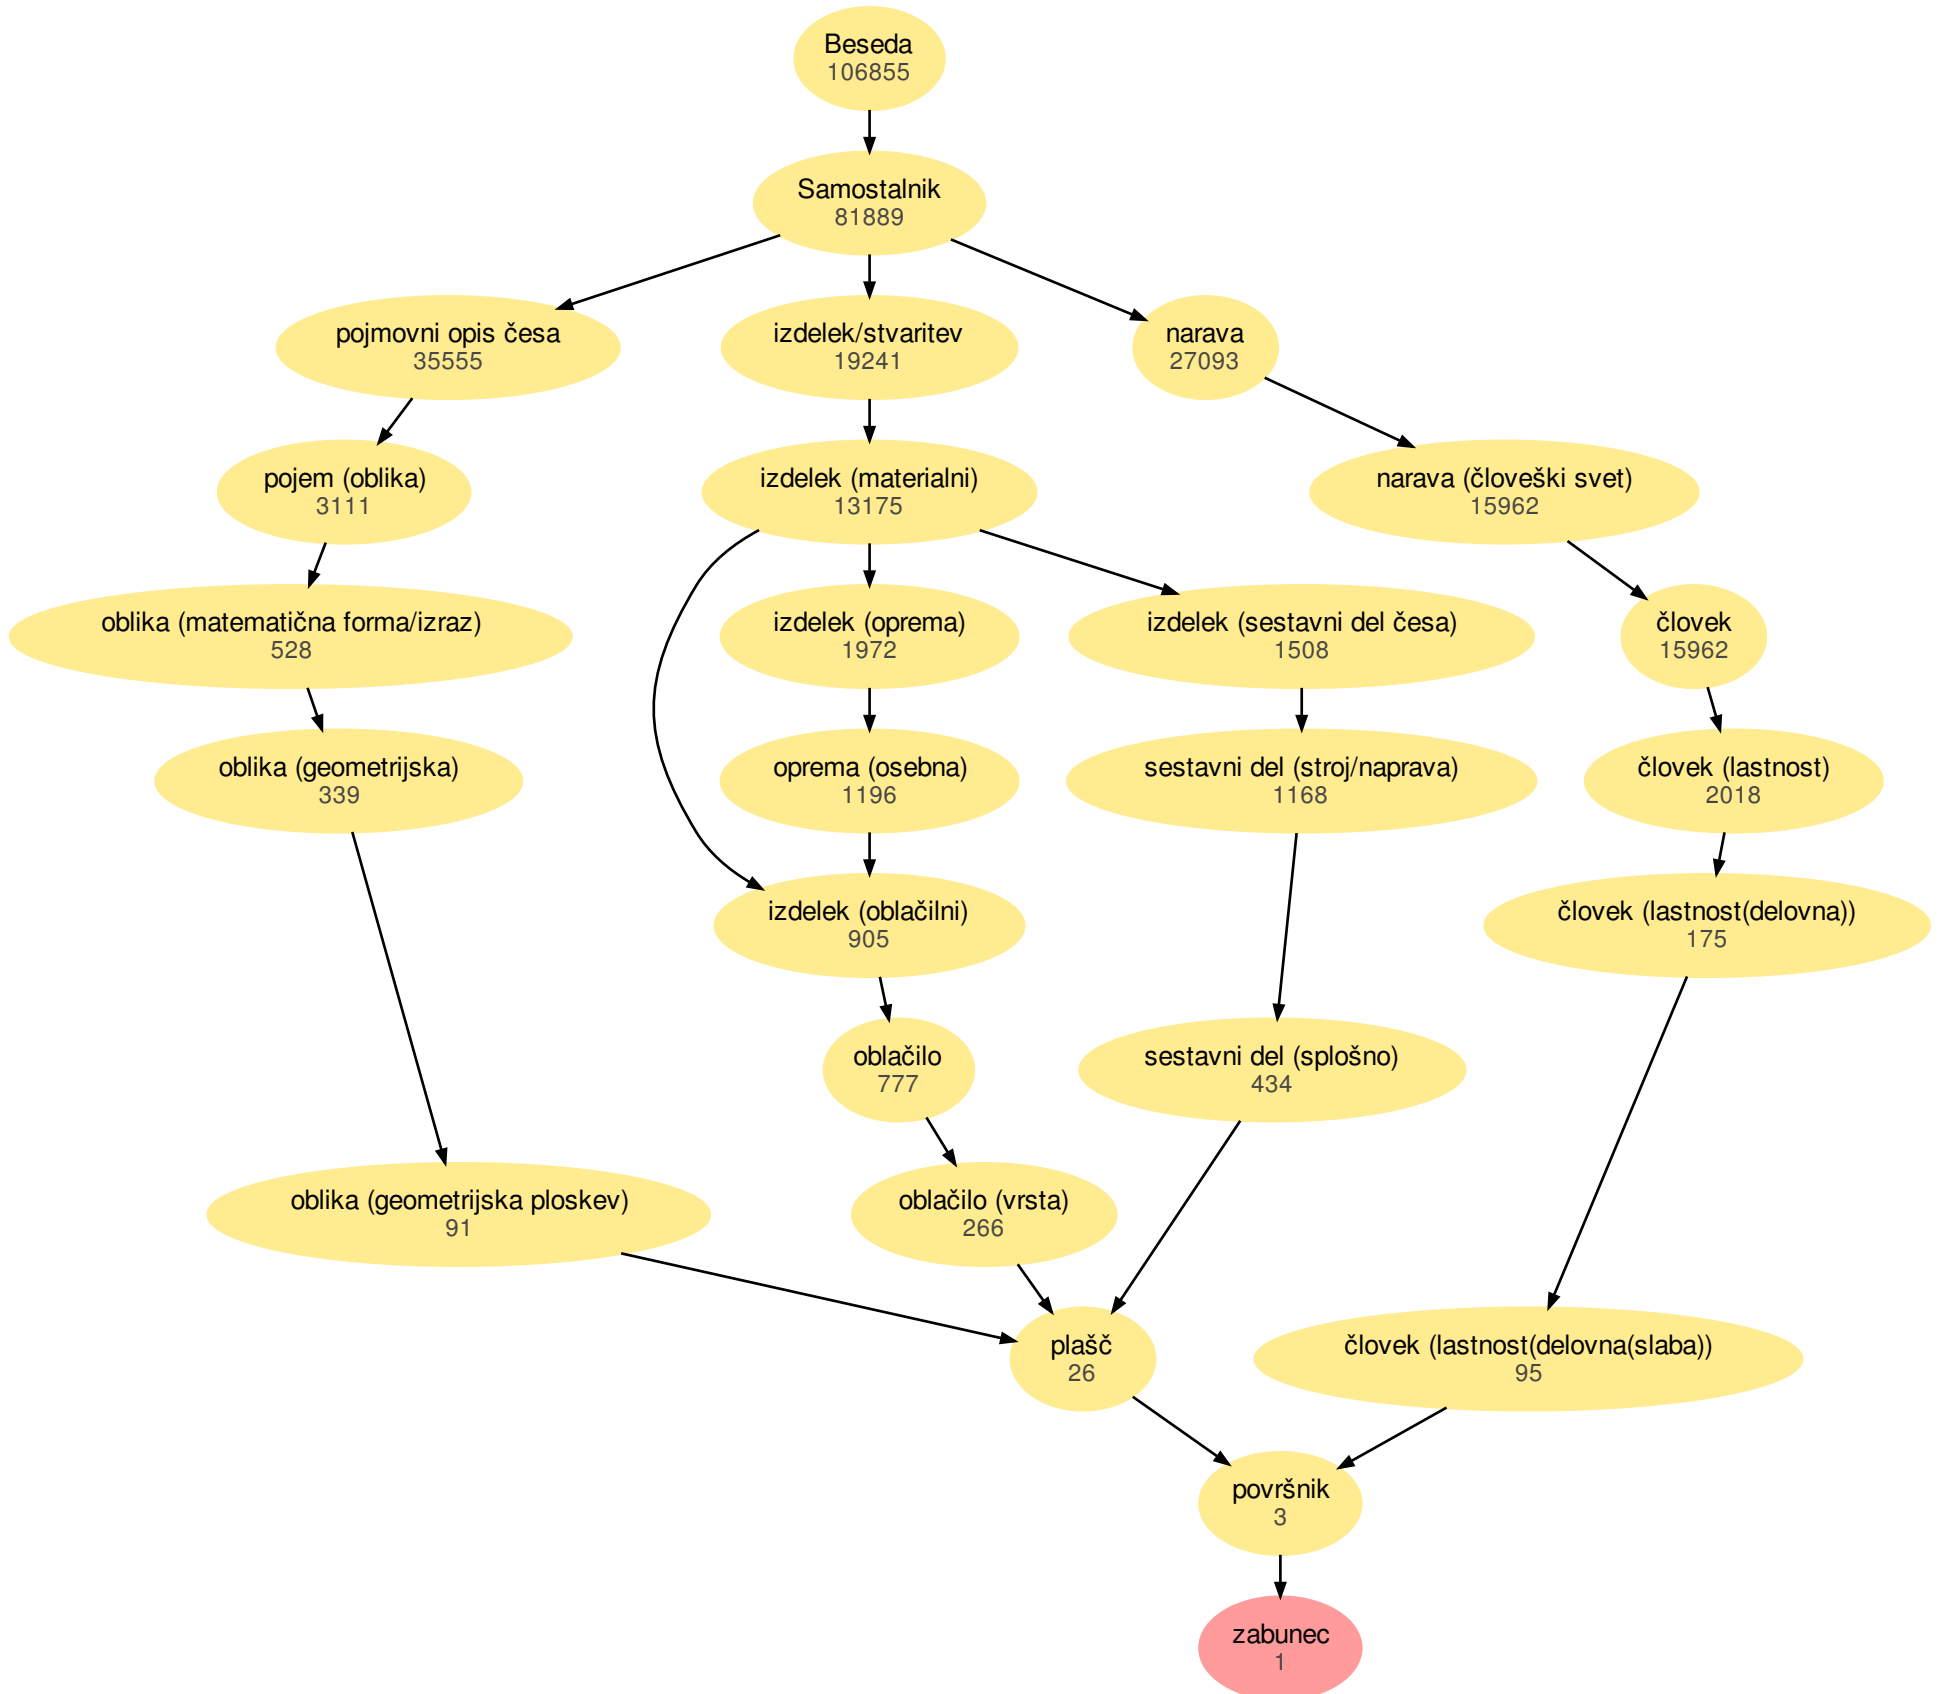 Beseda
106855
Samostalnik
81889
pojmovni opis česa
35555
izdelek/stvaritev
19241
narava
27093
pojem (oblika)
3111
izdelek (materialni)
13175
narava (človeški svet)
15962
oblika (matematična forma/izraz)
528
izdelek (oprema)
1972
izdelek (sestavni del česa)
1508
človek
15962
oblika (geometrijska)
339
oprema (osebna)
1196
sestavni del (stroj/naprava)
1168
človek (lastnost)
2018
izdelek (oblačilni)
905
človek (lastnost(delovna))
175
oblačilo
777
sestavni del (splošno)
434
oblika (geometrijska ploskev)
91
oblačilo (vrsta)
266
plašč
26
človek (lastnost(delovna(slaba))
95
površnik
3
zabunec
1